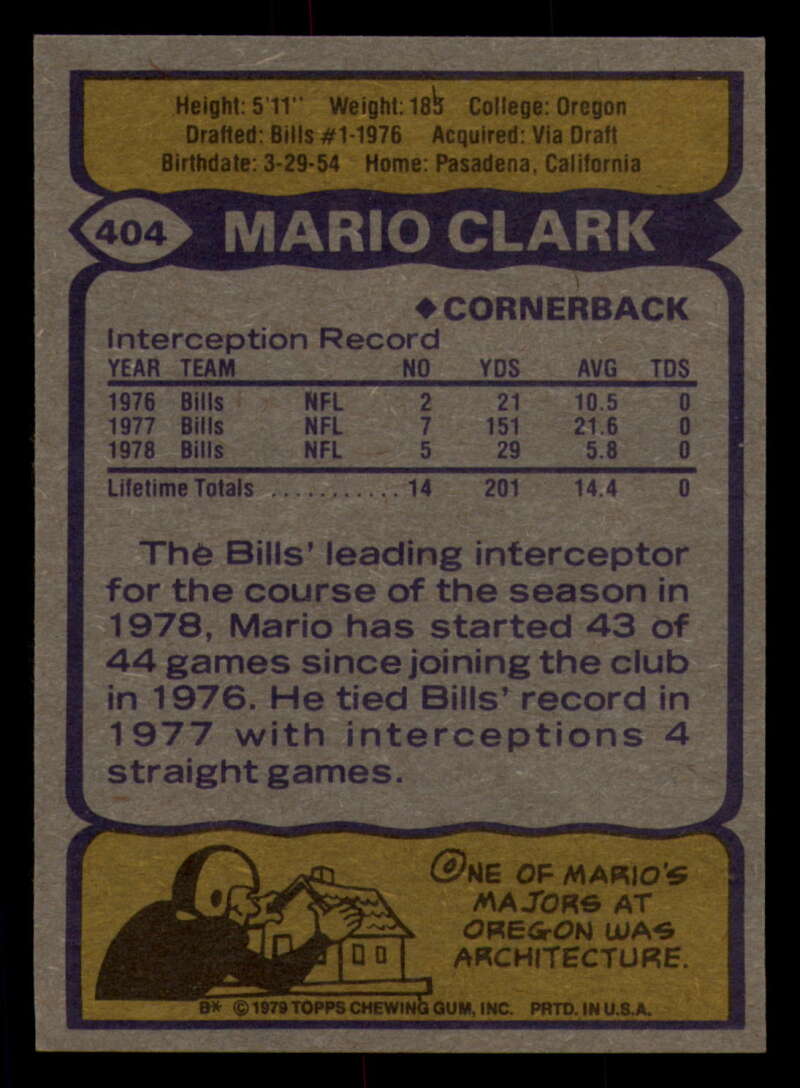 Height: 5'11" Weight: 185 College: Oregon
Drafted: Bills #1-1976 Acquired: Via Draft
Birthdate: 3-29-54 Home: Pasadena, California
404 MARIO CLARK
◆CORNERBACK
Interception Record
YEAR TEAM NO YDS AVG TDS
1976 Bills NFL 2 21 10.5 0
1977 Bills NFL 7 151 21.6 0
1978 Bills NFL 5 29 5.8 0
Lifetime Totals ........... 14 201 14.4 0
The Bills' leading interceptor
for the course of the season in
1978, Mario has started 43 of
44 games since joining the club
in 1976. He tied Bills' record in
1977 with interceptions 4
straight games.
ONE OF MARIO'S
MAJORS AT
OREGON WAS
ARCHITECTURE.
B* © 1979 TOPPS CHEWING GUM, INC. PRTD. IN U.S.A.